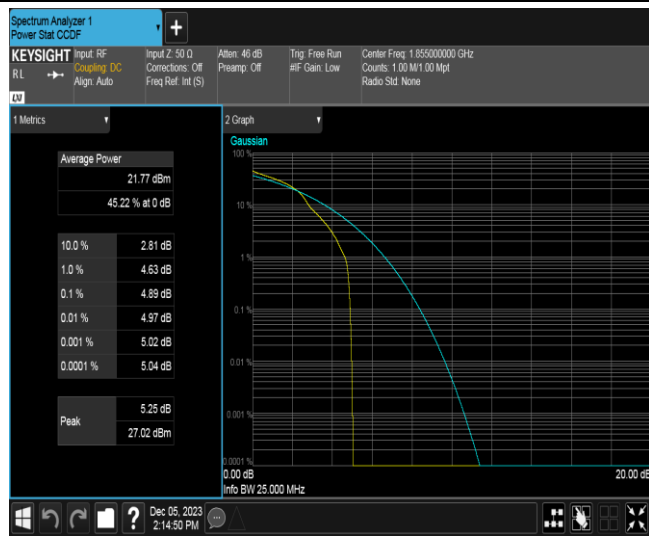 Spectrum Analyzer 1
Power Stat CCDF
+
KEYSIGHT
RL
LXI
Input: RF
Coupling: DC
Align: Auto
Input Z: 50 Ω
Corrections: Off
Freq Ref: Int (S)
Atten: 46 dB
Preamp: Off
Trig: Free Run
#IF Gain: Low
Center Freq: 1.855000000 GHz
Counts: 1.00 M/1.00 Mpt
Radio Std: None
1 Metrics
Average Power
21.77 dBm
45.22 % at 0 dB
10.0 % 2.81 dB
1.0 % 4.63 dB
0.1 % 4.89 dB
0.01 % 4.97 dB
0.001 % 5.02 dB
0.0001 % 5.04 dB
Peak
5.25 dB
27.02 dBm
2 Graph
Gaussian
100 %
10 %
1 %
0.1 %
0.01 %
0.001 %
0.0001 %
0.00 dB
20.00 dB
Info BW 25.000 MHz
?
Dec 05, 2023
2:14:50 PM